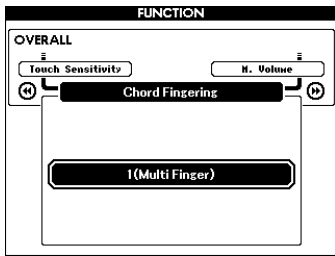 FUNCTION
OVERALL
Touch Sensitivity
M. Volume
Chord Fingering
1(Multi Finger)